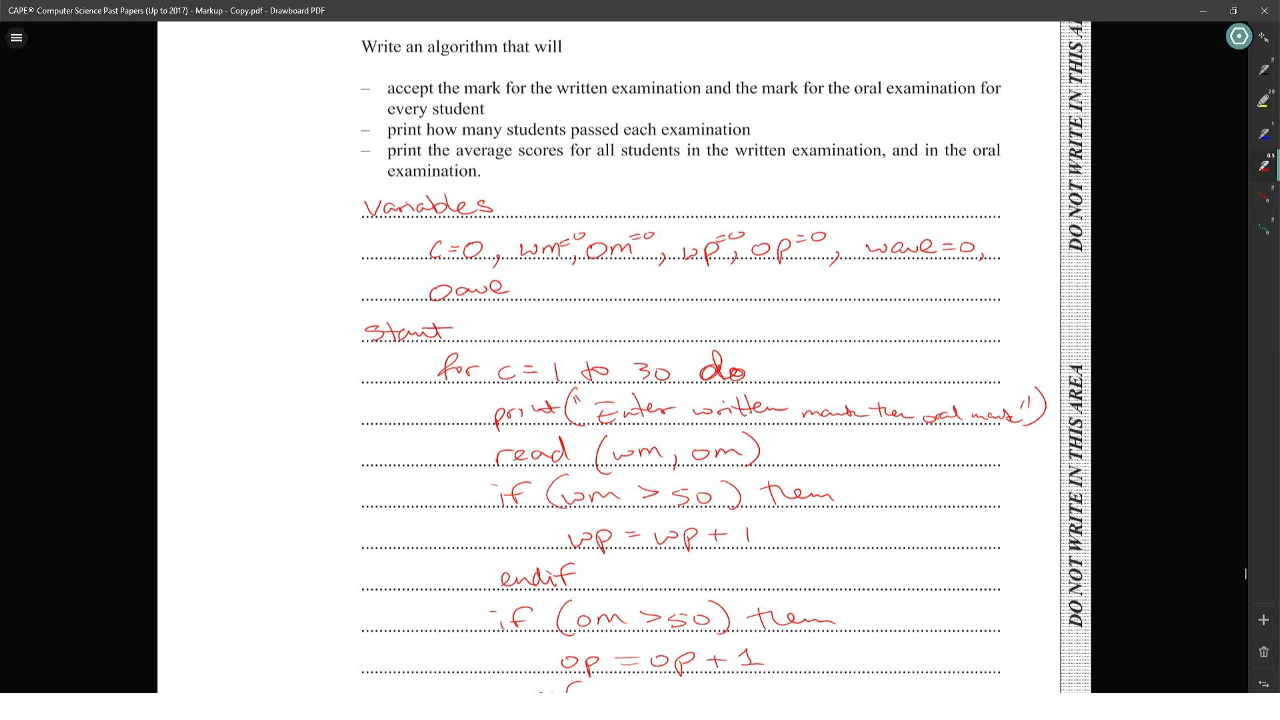 CAPE® Computer Science Past Papers (Up to 2017) - Markup - Copy.pdf - Drawboard PDF
Write an algorithm that will
– accept the mark for the written examination and the mark for the oral examination for
every student
– print how many students passed each examination
– print the average scores for all students in the written examination, and in the oral
examination.
Variables
c=0, wm=0, om=0, wp=0, op=0, wave=0,
oave
Start
for c = 1 to 30 do
print("Enter written mark then oral mark")
read (wm, om)
if (wm > 50) then
wp = wp + 1
endif
if (om > 50) then
op = op + 1
DO NOT WRITE IN THIS A
DO NOT WRITE IN THIS AREA